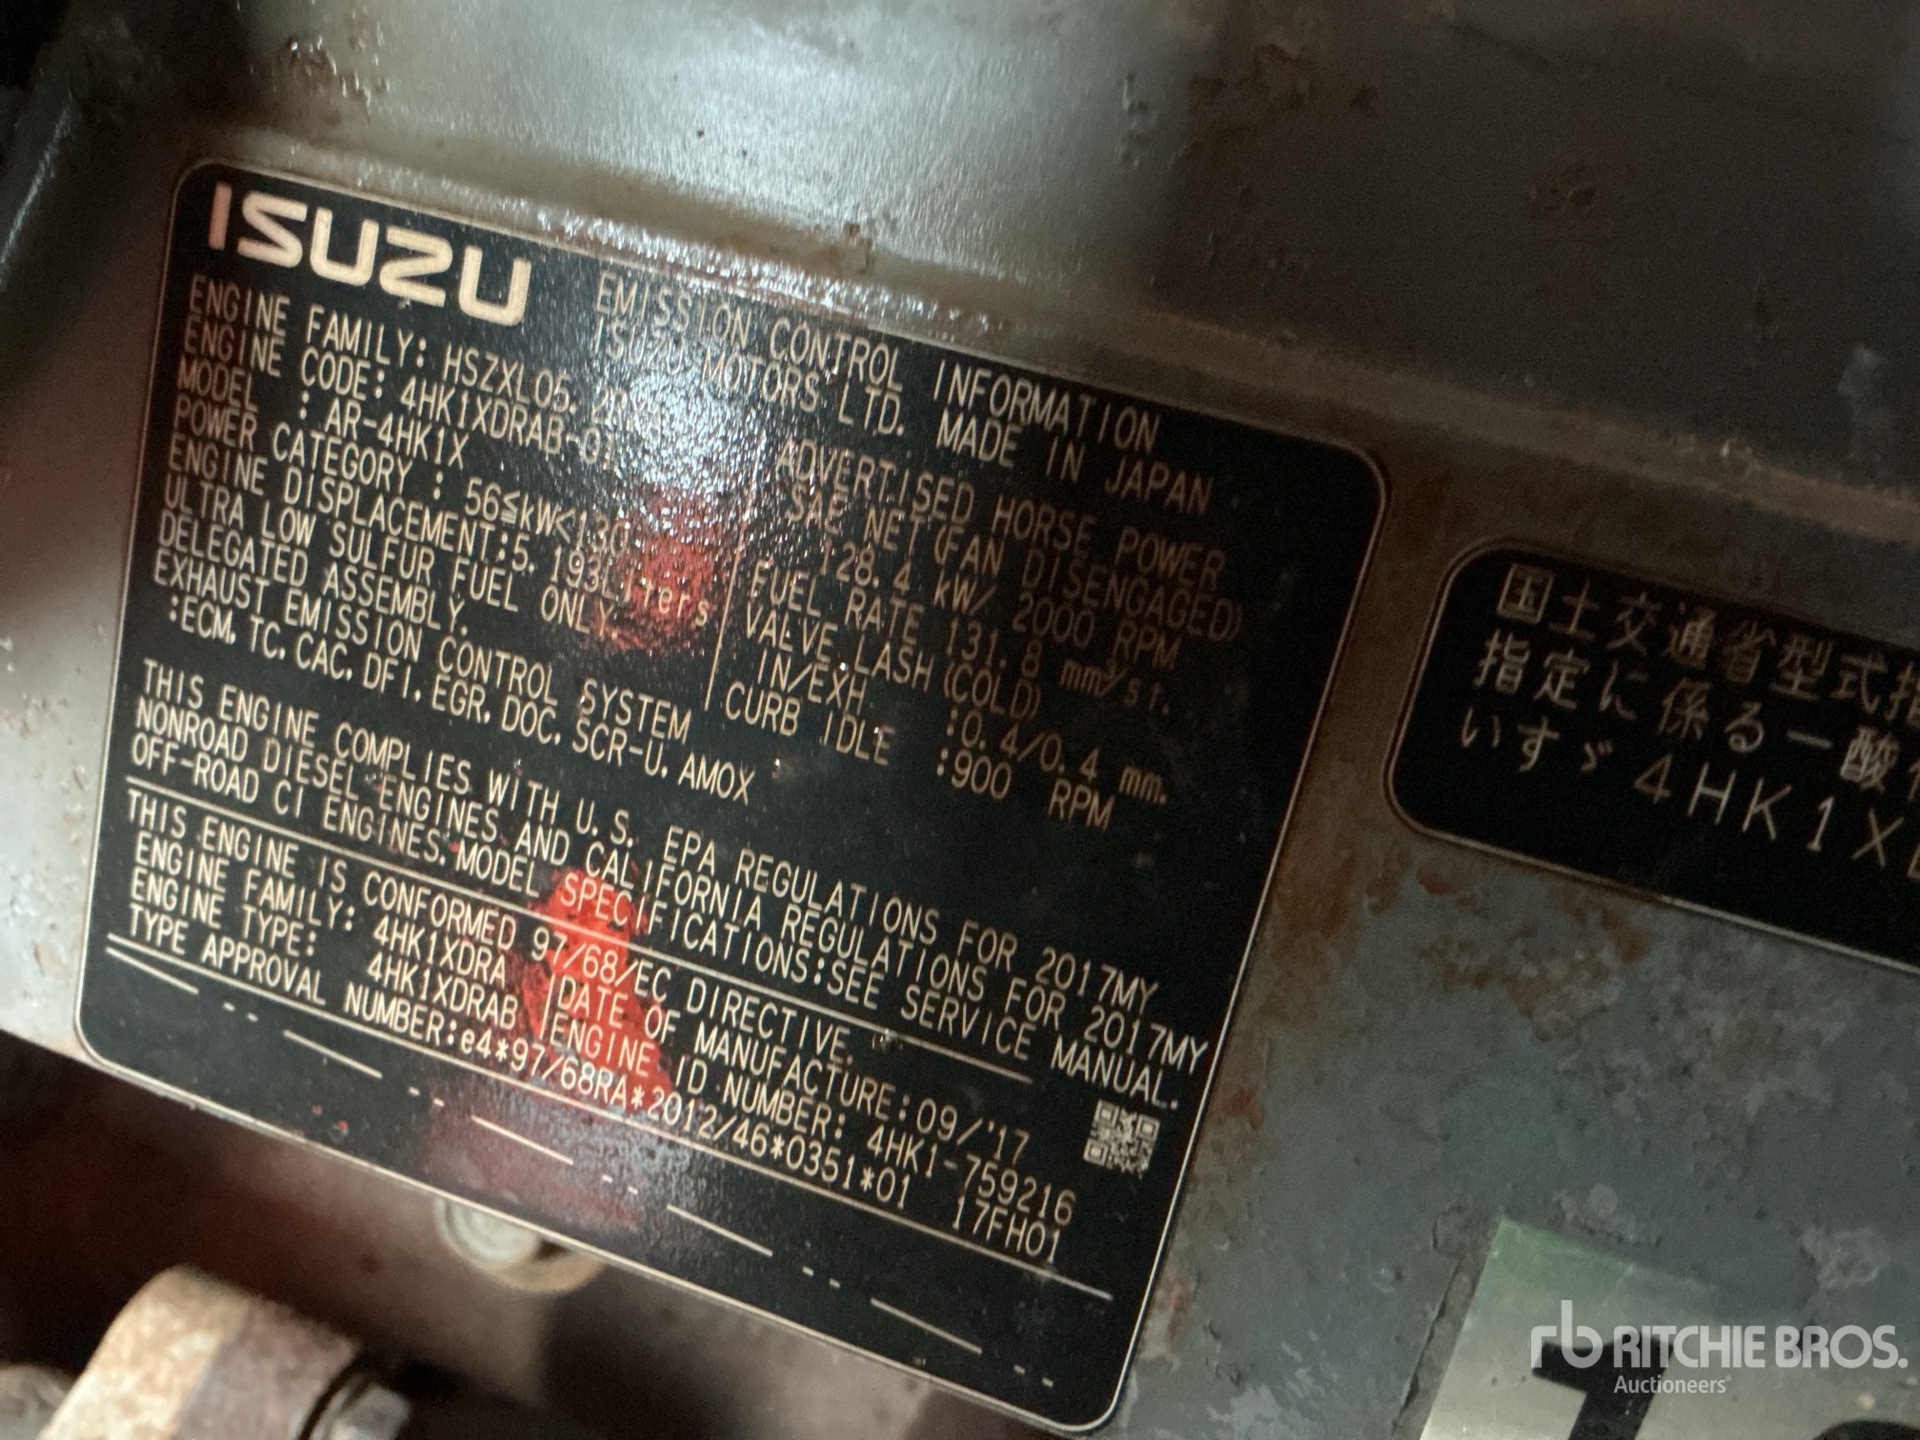 ISUZU
EMISSION CONTROL INFORMATION
ISUZU MOTORS LTD. MADE IN JAPAN
ENGINE FAMILY:
ENGINE CODE: 4HK1XDRAB-01
MODEL : AR-4HK1X
POWER CATEGORY : 56≦kW<130
ENGINE DISPLACEMENT:5.193Liters
ULTRA LOW SULFUR FUEL ONLY.
DELEGATED ASSEMBLY.
EXHAUST EMISSION CONTROL SYSTEM
:ECM.TC.CAC.DFI.EGR.DOC.SCR-U.AMOX
ADVERTISED HORSE POWER
SAE NET(FAN DISENGAGED)
128.4 kW/ 2000 RPM
FUEL RATE 131.8 mm³/st.
VALVE LASH(COLD)
IN/EXH :0.4/0.4 mm.
CURB IDLE :900 RPM
THIS ENGINE COMPLIES WITH U.S. EPA REGULATIONS FOR 2017MY
NONROAD DIESEL ENGINES AND CALIFORNIA REGULATIONS FOR 2017MY
OFF-ROAD CI ENGINES.MODEL SPECIFICATIONS:SEE SERVICE MANUAL.
THIS ENGINE IS CONFORMED 97/68/EC DIRECTIVE.
ENGINE FAMILY: 4HK1XDRA DATE OF MANUFACTURE:09/'17
ENGINE TYPE: 4HK1XDRAB ENGINE ID NUMBER: 4HK1-759216
TYPE APPROVAL NUMBER:e4*97/68RA*2012/46*0351*01 17FH01
国土交通省型式指
指定に係る一酸
いすゞ4HK1X
rb RITCHIE BROS.
Auctioneers